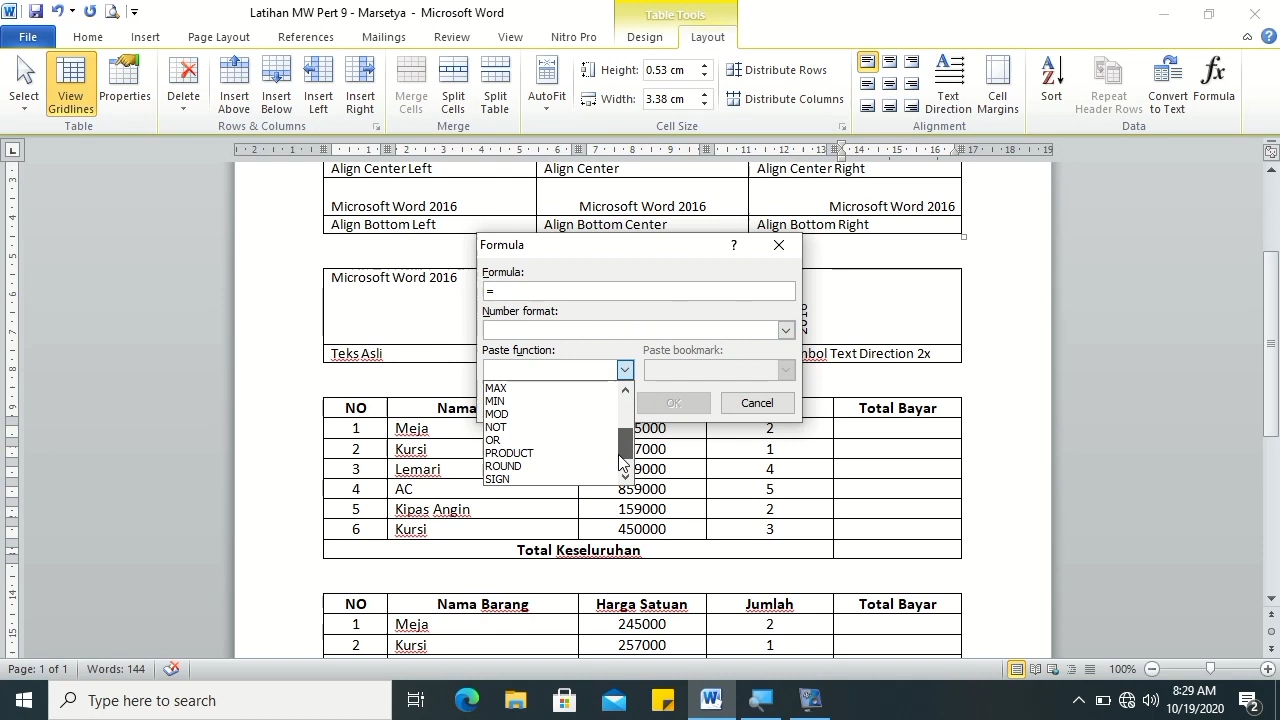 Latihan MW Pert 9 - Marsetya - Microsoft Word
Table Tools
File Home Insert Page Layout References Mailings Review View Nitro Pro Design Layout
Select
View Gridlines
Properties
Delete
Insert Above
Insert Below
Insert Left
Insert Right
Merge Cells
Split Cells
Split Table
AutoFit
Height: 0.53 cm
Width: 3.38 cm
Distribute Rows
Distribute Columns
Text Direction
Cell Margins
Sort
Repeat Header Rows
Convert to Text
Formula
Table Rows & Columns Merge Cell Size Alignment Data
Align Center Left Align Center Align Center Right
Microsoft Word 2016 Microsoft Word 2016 Microsoft Word 2016
Align Bottom Left Align Bottom Center Align Bottom Right
Formula
?
Formula:
=
Number format:
Paste function: Paste bookmark:
MAX
MIN
MOD
NOT
OR
PRODUCT
ROUND
SIGN
OK Cancel
Microsoft Word 2016
Teks Asli Text Direction 2x
NO Nama Total Bayar
1 Meja 2
2 Kursi 1
3 Lemari 4
4 AC 859000 5
5 Kipas Angin 159000 2
6 Kursi 450000 3
Total Keseluruhan
NO Nama Barang Harga Satuan Jumlah Total Bayar
1 Meja 245000 2
2 Kursi 257000 1
Page: 1 of 1 Words: 144 100%
Type here to search
8:29 AM
10/19/2020
2